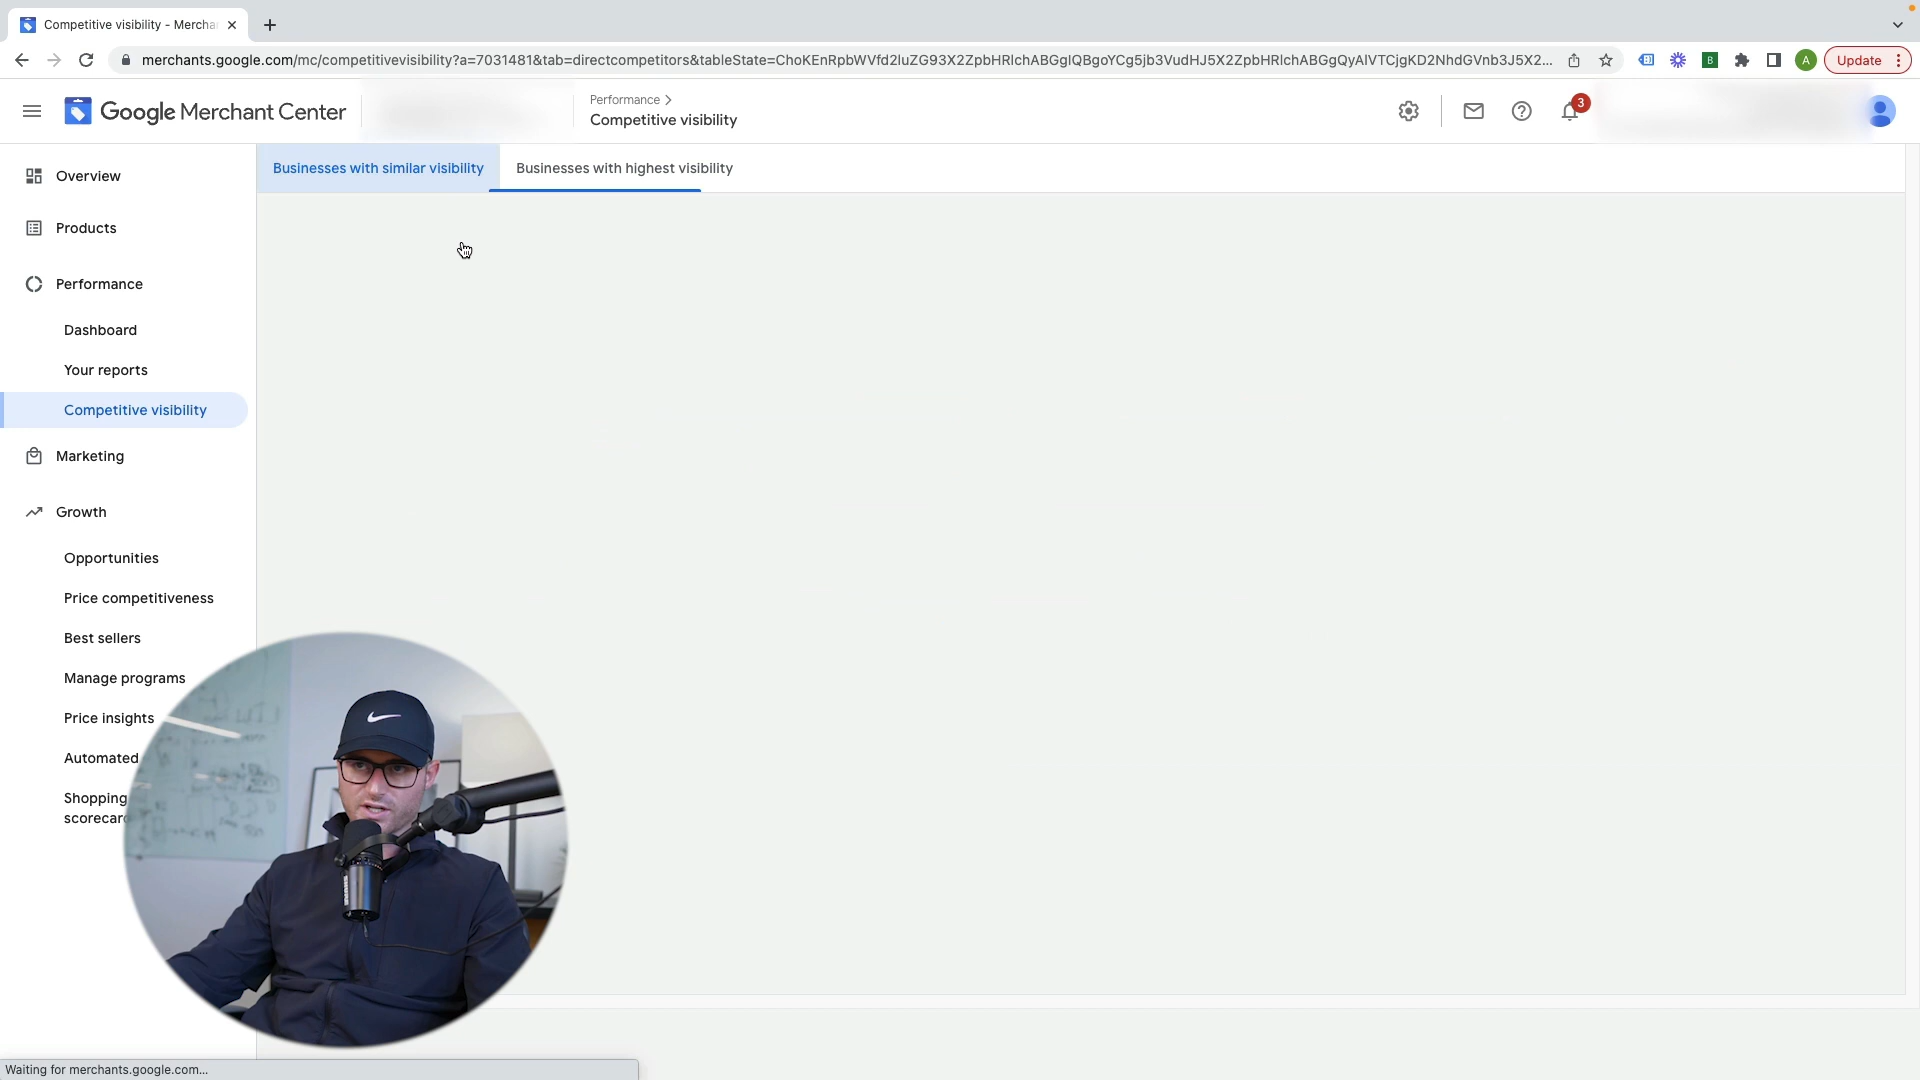 Competitive visibility - Mercha
merchants.google.com/mc/competitivevisibility?a=7031481&tab=directcompetitors&tableState=ChoKEnRpbWVfd2luZG93X2ZpbHRlchABGgIQBgoYCg5jb3VudHJ5X2ZpbHRlchABGgQyAlVTCjgKD2NhdGVnb3J5X2...
B
A
Update
Google Merchant Center
Performance
Competitive visibility
3
Overview
Products
Performance
Dashboard
Your reports
Competitive visibility
Marketing
Growth
Opportunities
Price competitiveness
Best sellers
Manage programs
Price insights
Automated
Shopping
scorecar
Businesses with similar visibility
Businesses with highest visibility
Waiting for merchants.google.com...